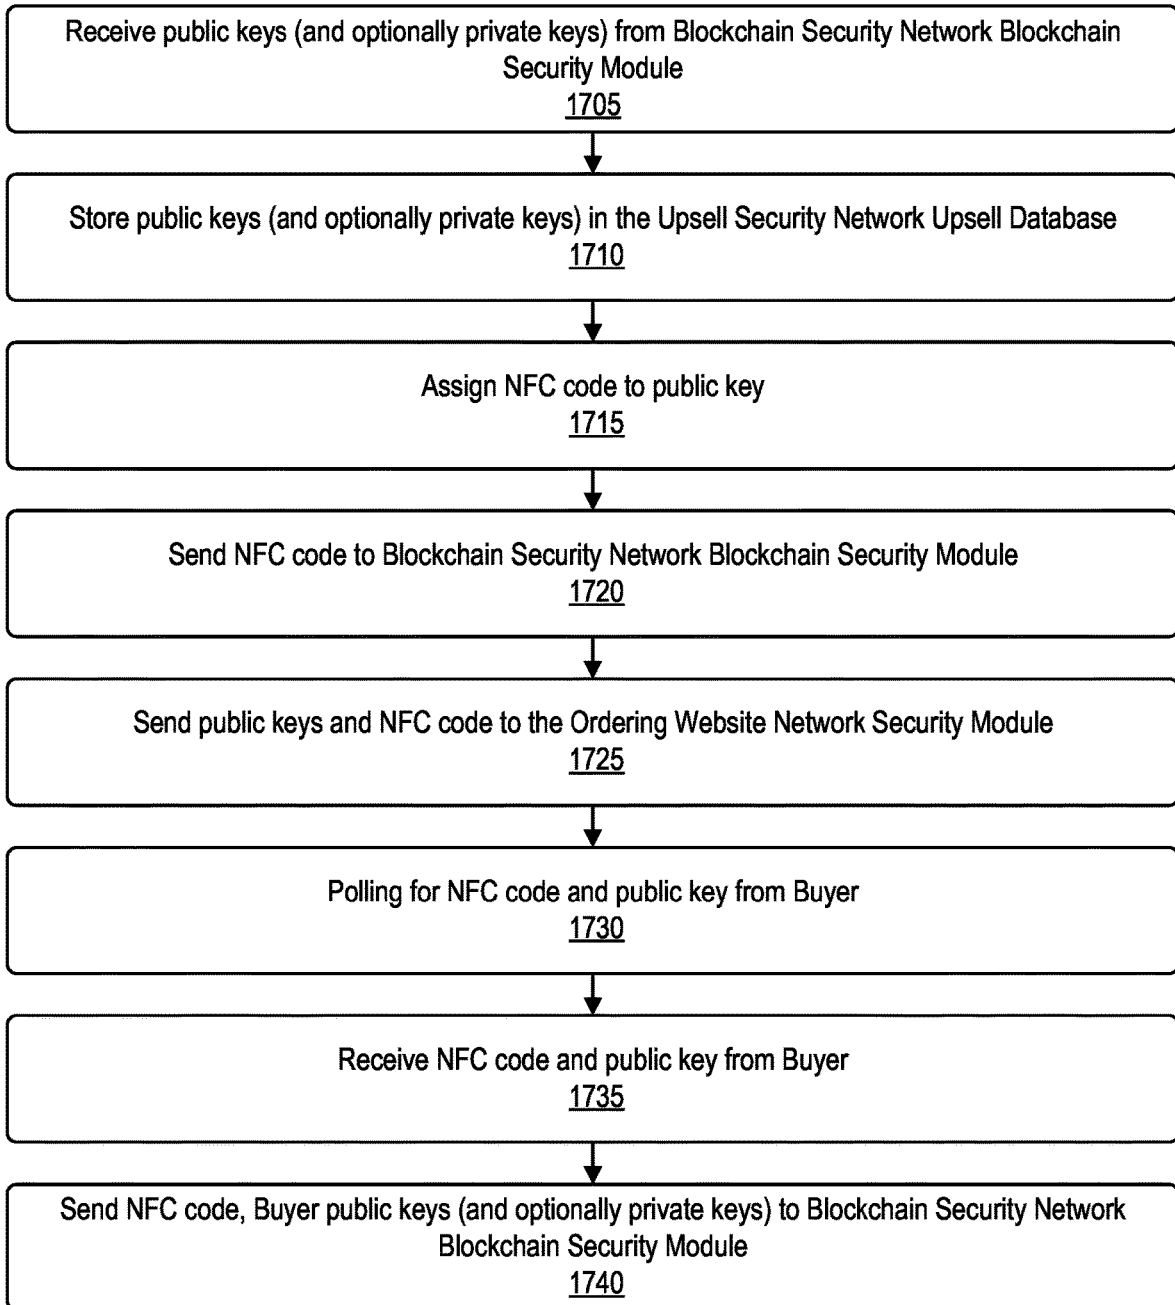 Receive public keys (and optionally private keys) from Blockchain Security Network Blockchain
Security Module
1705
Store public keys (and optionally private keys) in the Upsell Security Network Upsell Database
1710
Assign NFC code to public key
1715
Send NFC code to Blockchain Security Network Blockchain Security Module
1720
Send public keys and NFC code to the Ordering Website Network Security Module
1725
Polling for NFC code and public key from Buyer
1730
Receive NFC code and public key from Buyer
1735
Send NFC code, Buyer public keys (and optionally private keys) to Blockchain Security Network
Blockchain Security Module
1740